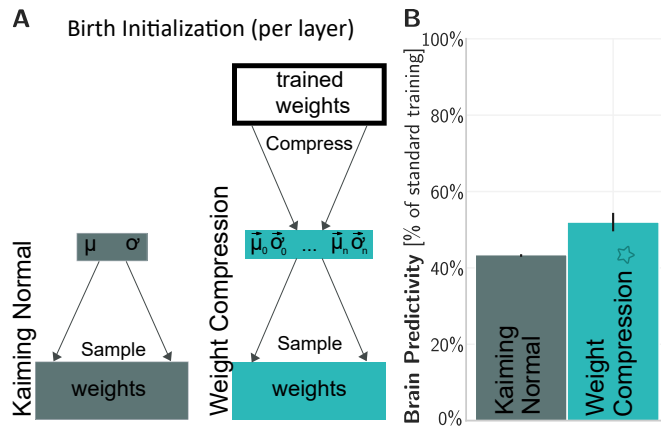 A
Birth Initialization (per layer)
trained
weights
Compress
μ σ
μ⃗₀ σ⃗₀ ... μ⃗ₙ σ⃗ₙ
Sample
Sample
weights
weights
Kaiming Normal
Weight Compression
B
Brain Predictivity [% of standard training]
100%
80%
60%
40%
20%
0%
Kaiming
Normal
Weight
Compression